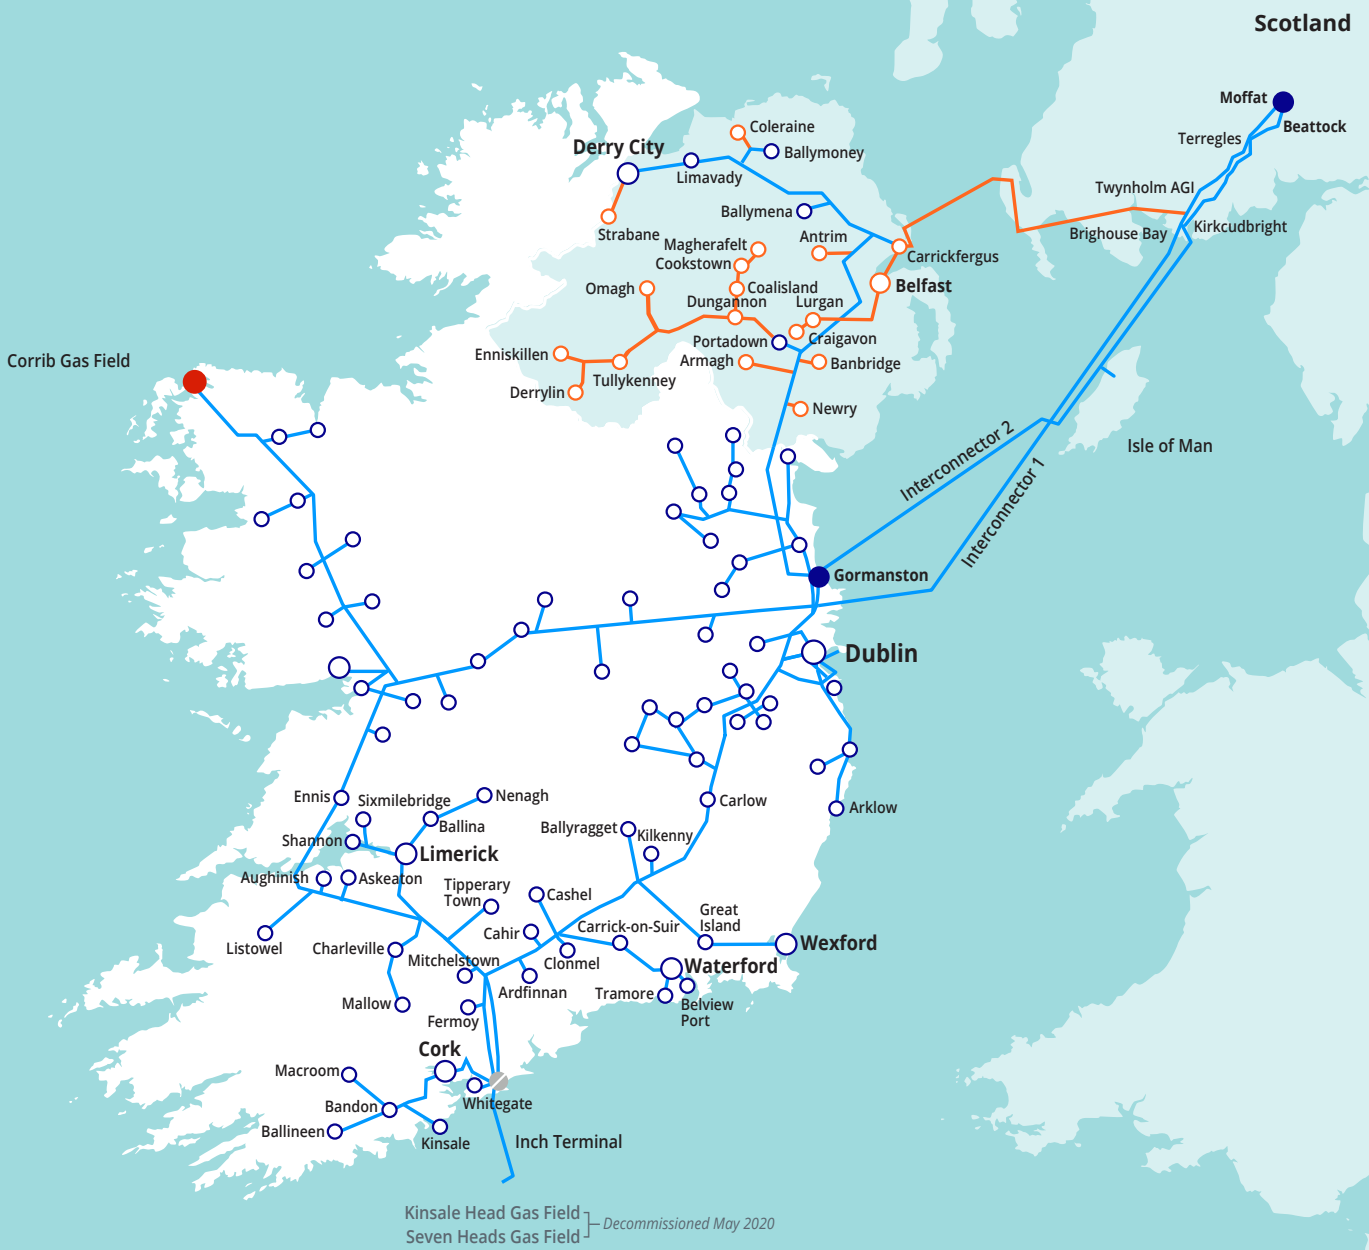 Scotland
Moffat
Beattock
Terregles
Twynholm AGI
Kirkcudbright
Brighouse Bay
Coleraine
Ballymoney
Derry City
Limavady
Ballymena
Strabane
Antrim
Magherafelt
Cookstown
Carrickfergus
Omagh
Coalisland
Belfast
Dungannon
Lurgan
Craigavon
Portadown
Enniskillen
Armagh
Banbridge
Tullykenney
Derrylin
Newry
Corrib Gas Field
Isle of Man
Interconnector 2
Interconnector 1
Gormanston
Dublin
Ennis
Sixmilebridge
Nenagh
Ballina
Shannon
Limerick
Carlow
Arklow
Ballyragget
Kilkenny
Aughinish
Askeaton
Tipperary
Town
Cashel
Great
Island
Listowel
Charleville
Cahir
Carrick-on-Suir
Wexford
Mitchelstown
Clonmel
Waterford
Ardfinnan
Tramore
Belview
Port
Mallow
Fermoy
Cork
Macroom
Whitegate
Bandon
Ballineen
Kinsale
Inch Terminal
Kinsale Head Gas Field
Seven Heads Gas Field
Decommissioned May 2020